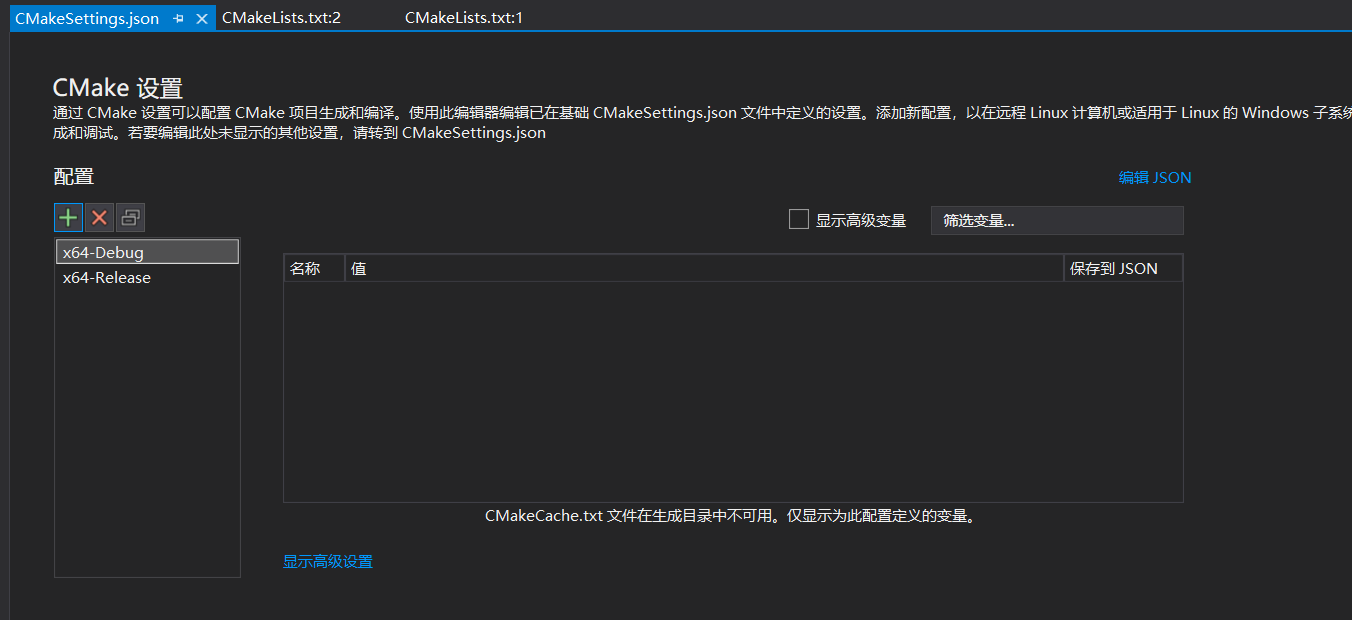 CMakeSettings.json
CMakeLists.txt:2
CMakeLists.txt:1
CMake 设置
通过 CMake 设置可以配置 CMake 项目生成和编译。使用此编辑器编辑已在基础 CMakeSettings.json 文件中定义的设置。添加新配置，以在远程 Linux 计算机或适用于 Linux 的 Windows 子系统
成和调试。若要编辑此处未显示的其他设置，请转到 CMakeSettings.json
配置
编辑 JSON
显示高级变量
筛选变量...
x64-Debug
x64-Release
名称
值
保存到 JSON
CMakeCache.txt 文件在生成目录中不可用。仅显示为此配置定义的变量。
显示高级设置